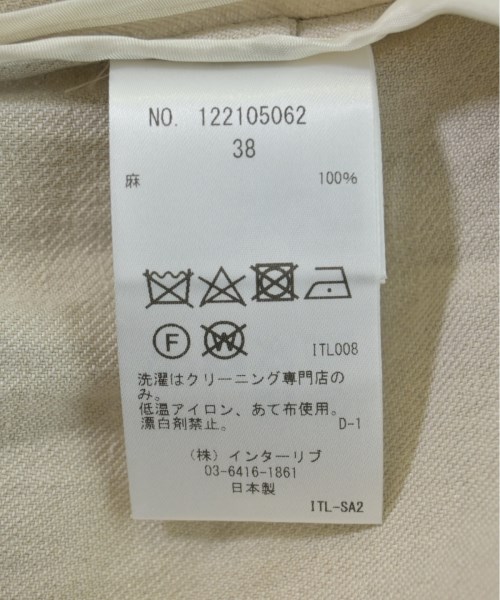 NO. 122105062
38
麻 100%
F W
ITL008
洗濯はクリーニング専門店の
み。
低温アイロン、あて布使用。
漂白剤禁止。 D-1
(株)インターリブ
03-6416-1861
日本製
ITL-SA2